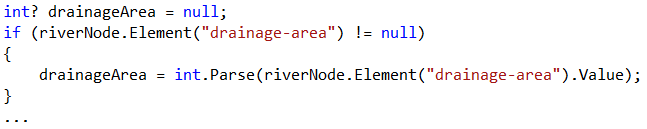 int? drainageArea = null;
if (riverNode.Element("drainage-area") != null)
{
    drainageArea = int.Parse(riverNode.Element("drainage-area").Value);
}
...